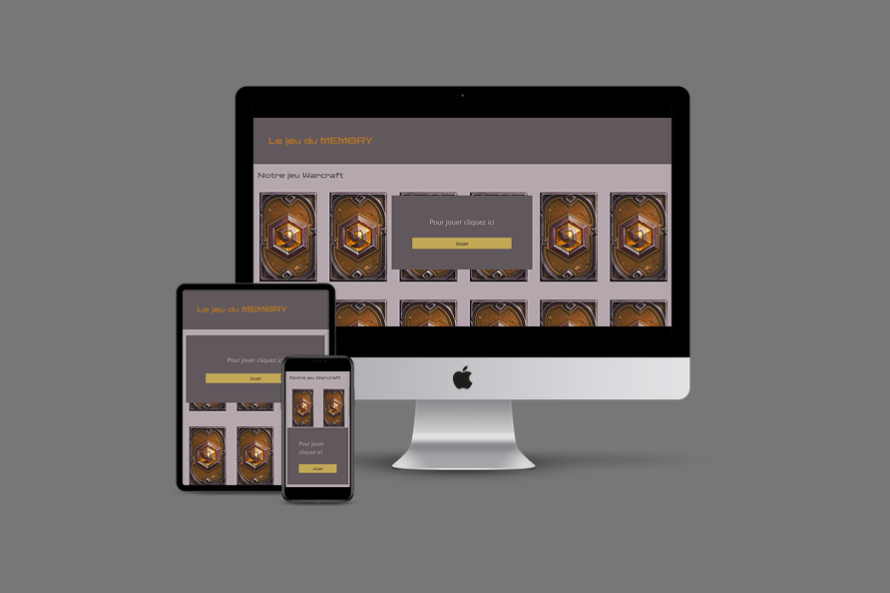 Le jeu du MEMORY
Notre jeu Warcraft
Pour jouer cliquez ici
Jouer
Le jeu du MEMORY
Pour jouer cliquez
Jouer
Notre jeu Warcraft
Pour jouer
cliquez ici
Jouer